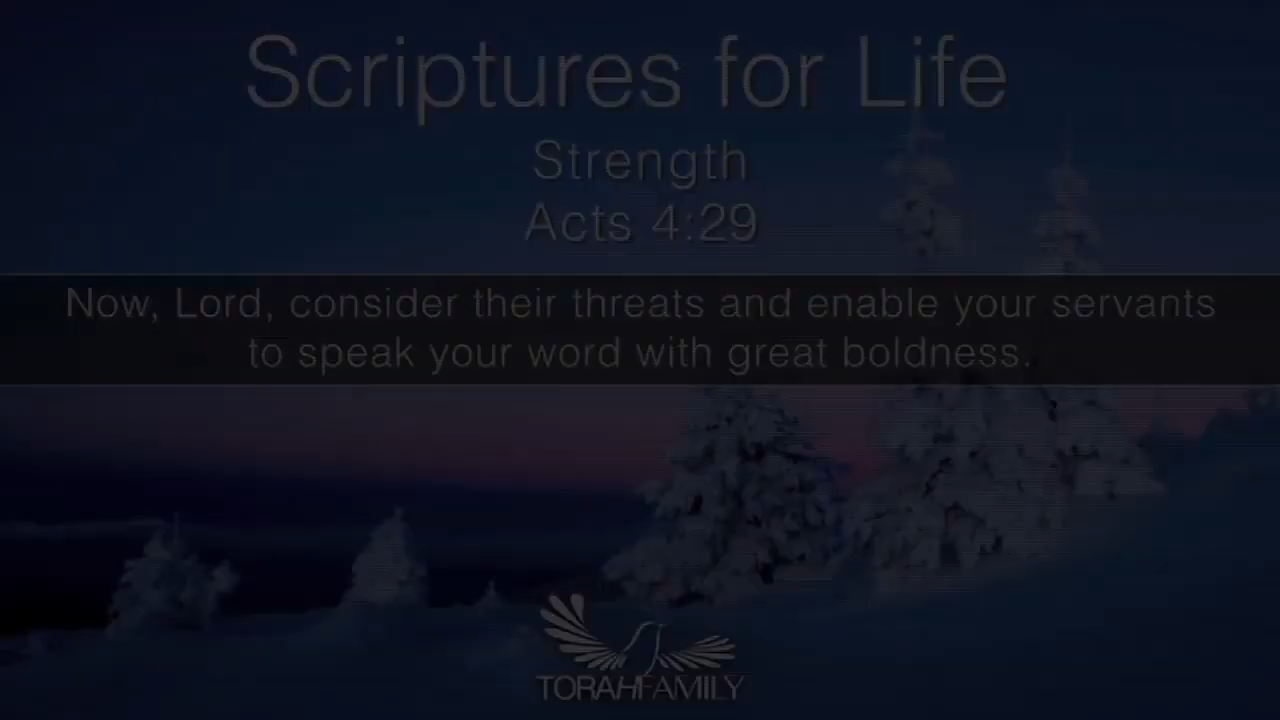 Scriptures for Life
Strength
Acts 4:29
Now, Lord, consider their threats and enable your servants
to speak your word with great boldness.
TORAHFAMILY